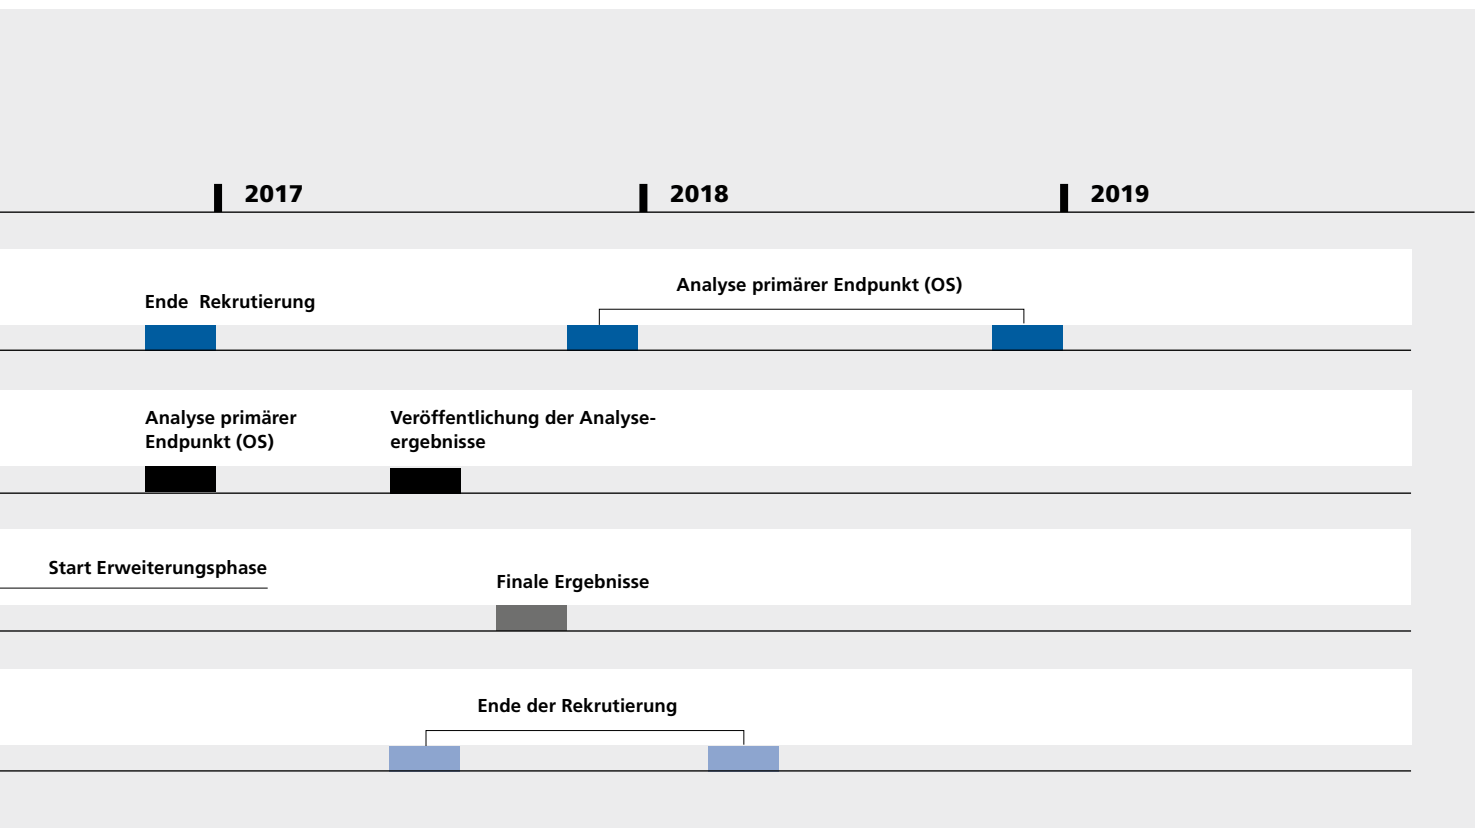 2017
2018
2019
Analyse primärer Endpunkt (OS)
Ende Rekrutierung
Analyse primärer
Endpunkt (OS)
Veröffentlichung der Analyse-
ergebnisse
Start Erweiterungsphase
Finale Ergebnisse
Ende der Rekrutierung